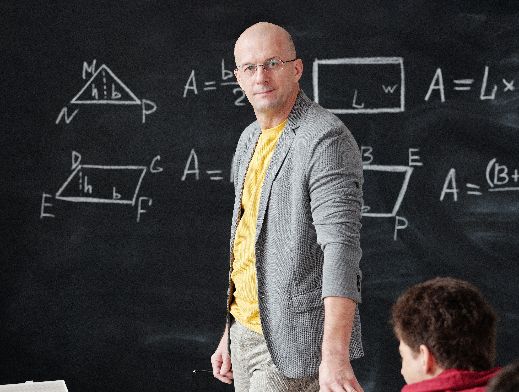 M h b N P
A = b
2
L w
A = L x
D G h b E F
A =
B E P
A = (B+